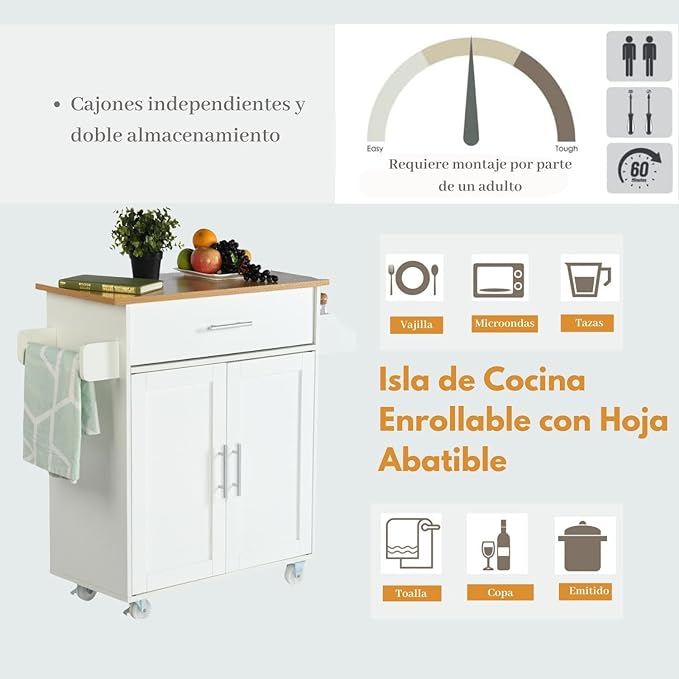 • Cajones independientes y
doble almacenamiento
Easy
Tough
Requiere montaje por parte
de un adulto
60
Minutes
Vajilla
Microondas
Tazas
Isla de Cocina
Enrollable con Hoja
Abatible
Toalla
Copa
Emitido